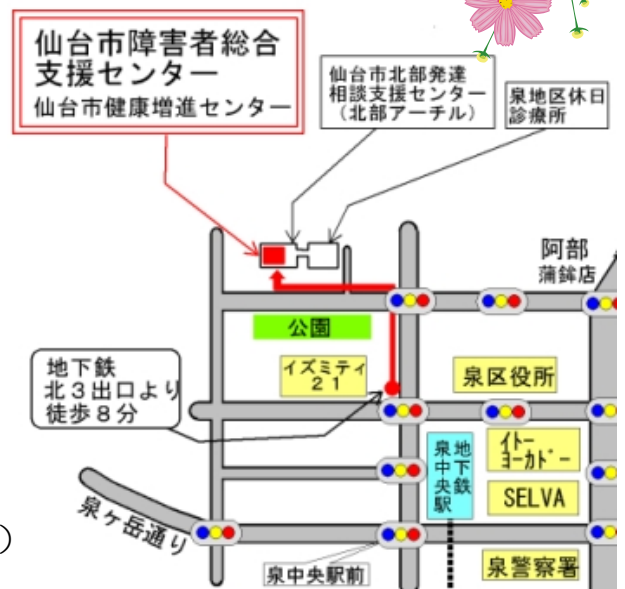 仙台市障害者総合
支援センター
仙台市健康増進センター
仙台市北部発達
相談支援センター
（北部アーチル）
泉地区休日
診療所
阿部
蒲鉾店
公園
イズミティ
２１
泉区役所
地下鉄
北３出口より
徒歩８分
地下鉄
泉中央駅
イトー
ヨーカドー
SELVA
泉ヶ岳通り
泉中央駅前
泉警察署